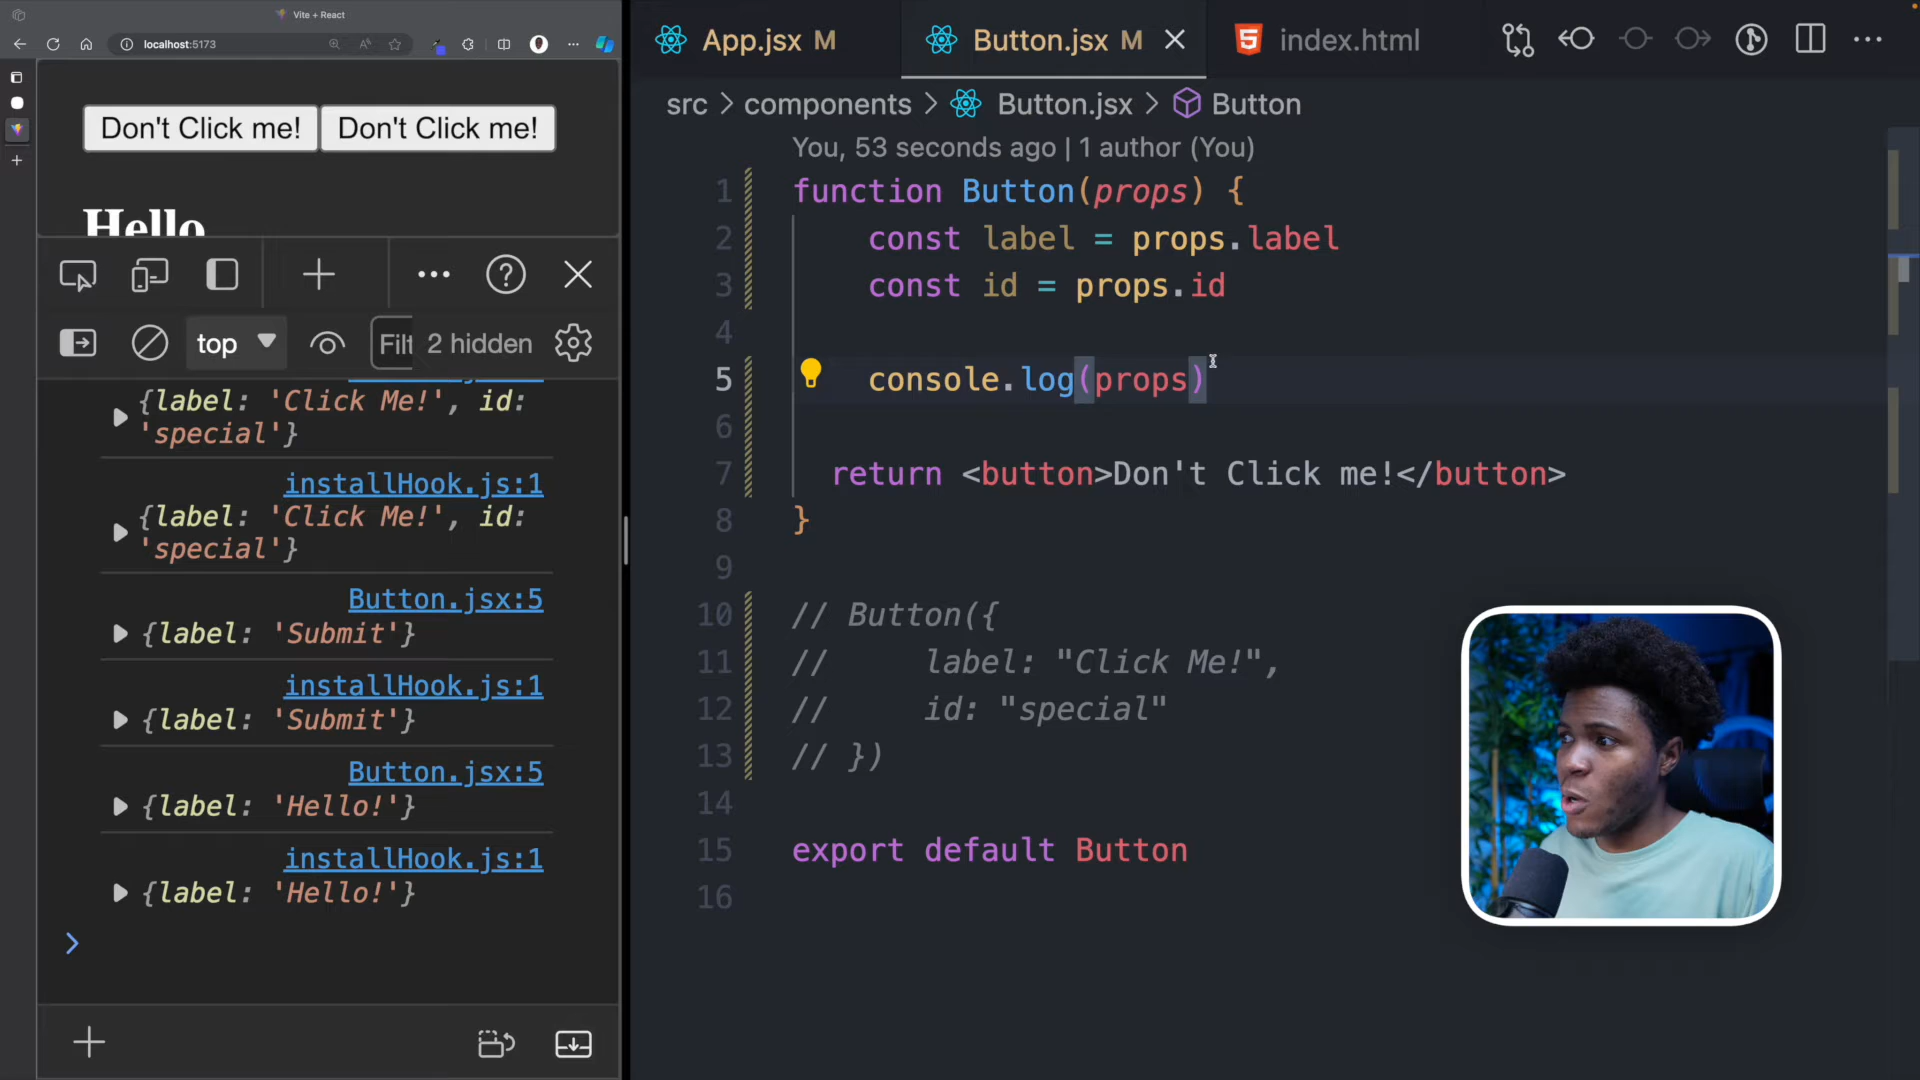 Vite + React
localhost:5173
Don't Click me! Don't Click me!
Hello
top Filt 2 hidden
{label: 'Click Me!', id:
'special'}
installHook.js:1
{label: 'Click Me!', id:
'special'}
Button.jsx:5
{label: 'Submit'}
installHook.js:1
{label: 'Submit'}
Button.jsx:5
{label: 'Hello!'}
installHook.js:1
{label: 'Hello!'}
App.jsx M Button.jsx M index.html
src > components > Button.jsx > Button
You, 53 seconds ago | 1 author (You)
1 function Button(props) {
2 const label = props.label
3 const id = props.id
4
5 console.log(props)
6
7 return <button>Don't Click me!</button>
8 }
9
10 // Button({
11 // label: "Click Me!",
12 // id: "special"
13 // })
14
15 export default Button
16